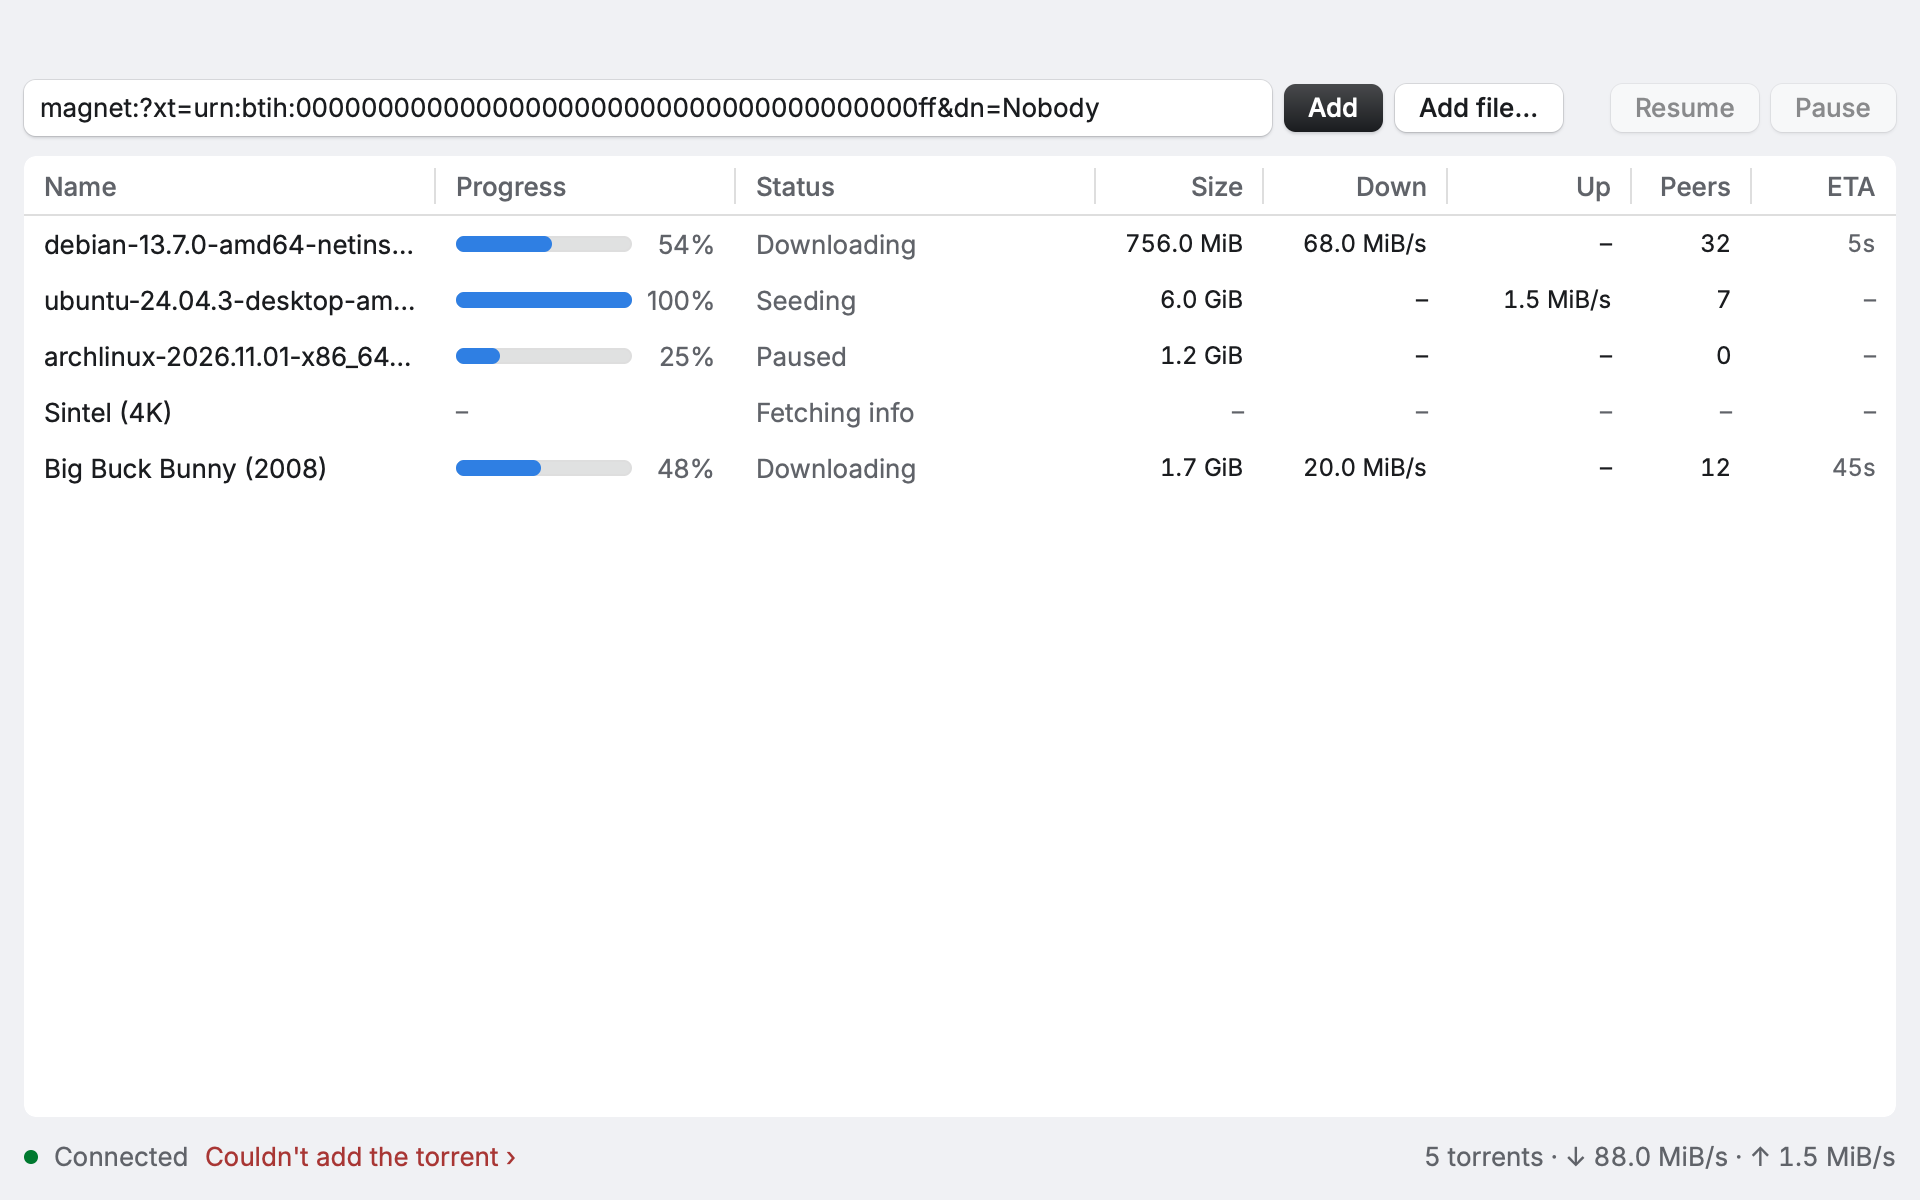 magnet:?xt=urn:btih:00000000000000000000000000000000000000ff&dn=Nobody Add Add file... Resume Pause
Name Progress Status Size Down Up Peers ETA
debian-13.7.0-amd64-netins... 54% Downloading 756.0 MiB 68.0 MiB/s – 32 5s
ubuntu-24.04.3-desktop-am... 100% Seeding 6.0 GiB – 1.5 MiB/s 7 –
archlinux-2026.11.01-x86_64... 25% Paused 1.2 GiB – – 0 –
Sintel (4K) – Fetching info – – – – –
Big Buck Bunny (2008) 48% Downloading 1.7 GiB 20.0 MiB/s – 12 45s
Connected Couldn't add the torrent › 5 torrents · ↓ 88.0 MiB/s · ↑ 1.5 MiB/s